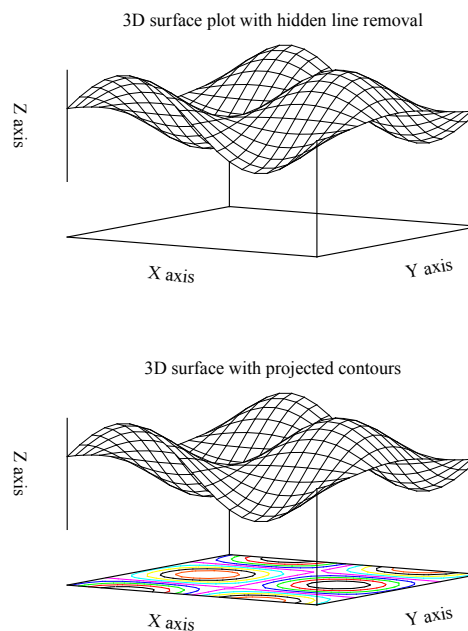 3D surface plot with hidden line removal
Z axis
X axis
Y axis
3D surface with projected contours
Z axis
X axis
Y axis